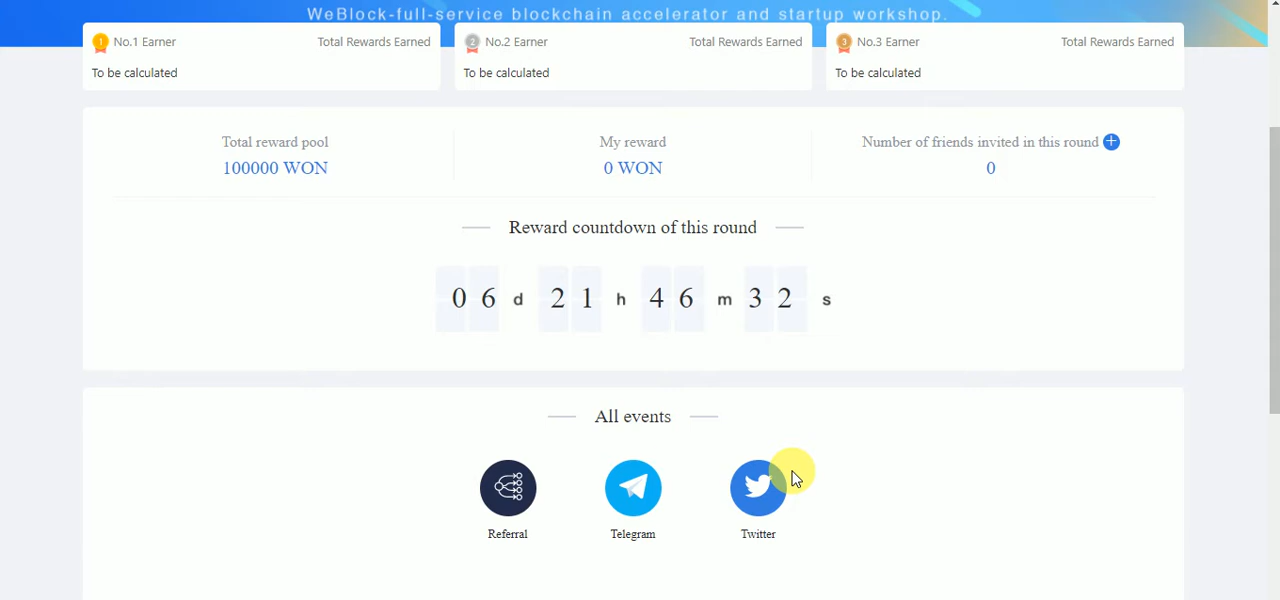 WeBlock-full-service blockchain accelerator and startup workshop.
1 No.1 Earner Total Rewards Earned 2 No.2 Earner Total Rewards Earned 3 No.3 Earner Total Rewards Earned
To be calculated To be calculated To be calculated
Total reward pool My reward Number of friends invited in this round +
100000 WON 0 WON 0
Reward countdown of this round
06 d 21 h 46 m 32 s
All events
Referral Telegram Twitter